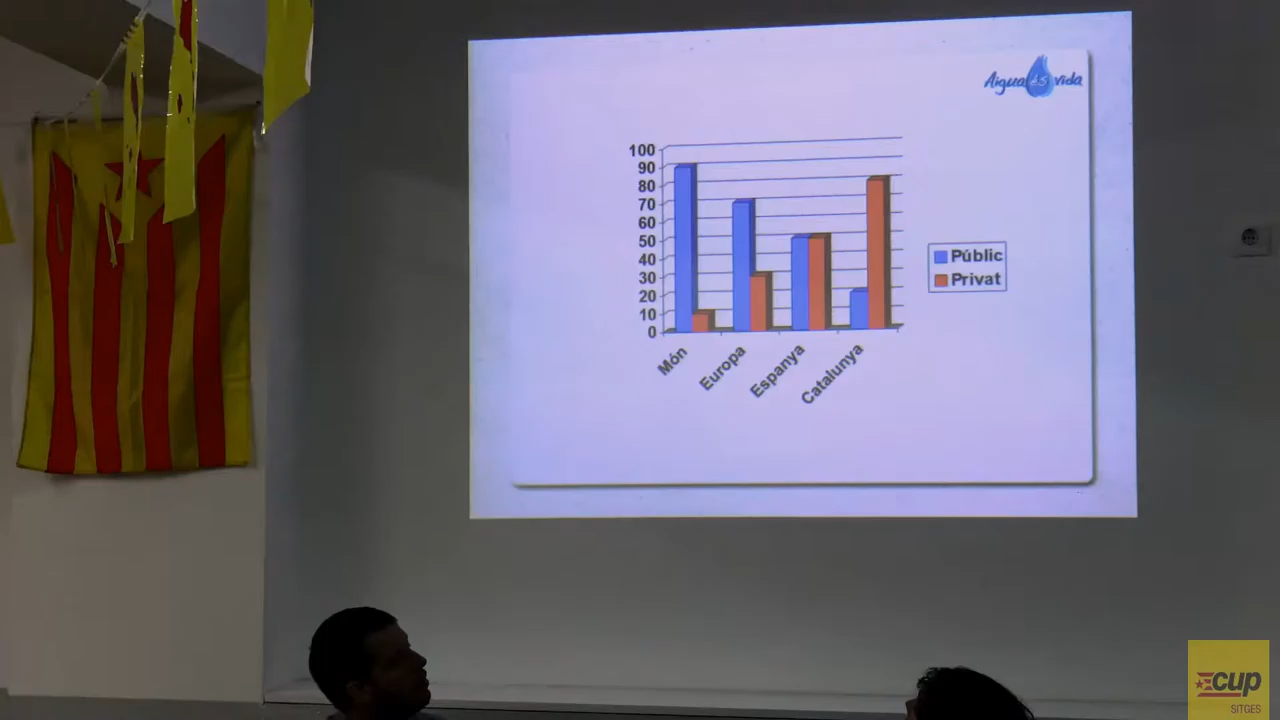 Aigua és vida
100
90
80
70
60
50
40
30
20
10
0
Món
Europa
Espanya
Catalunya
Públic
Privat
cup
SITGES